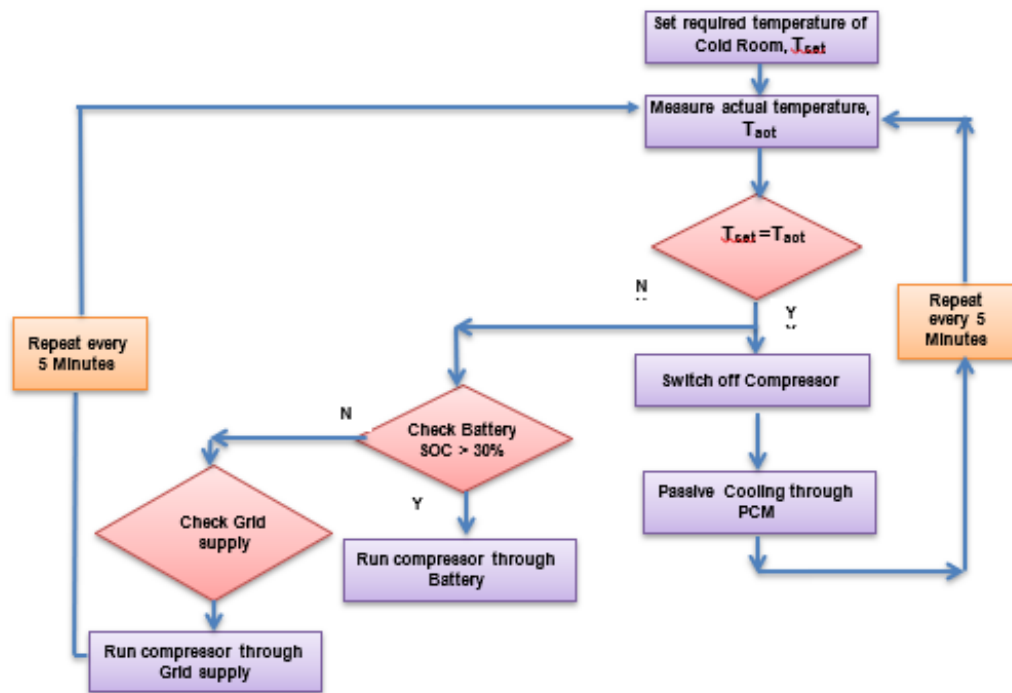 Set required temperature of
Cold Room, Tset
Measure actual temperature,
Tact
Tset=Tact
N
Y
Repeat every
5 Minutes
Repeat
every 5
Minutes
Switch off Compressor
N
Check Battery
SOC > 30%
Y
Passive Cooling through
PCM
Check Grid
supply
Run compressor through
Battery
Run compressor through
Grid supply